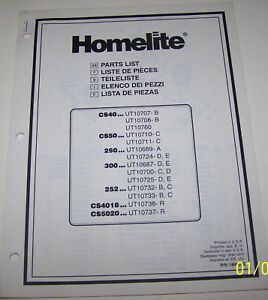 Homelite®
GB PARTS LIST
F LISTE DE PIÈCES
D TEILELISTE
I ELENCO DEI PEZZI
E LISTA DE PIEZAS
CS40... UT10707- B
UT10708- B
UT10760
CS50... UT10710- C
UT10711- C
250... UT10689- A
UT10724- D, E
300... UT10687- D, E
UT10700- C, D
UT10725- D, E
252... UT10732- B, C
UT10733- B, C
CS4018... UT10736- R
CS5020... UT10737- R
Printed in U.S.A.
P/N
01/0